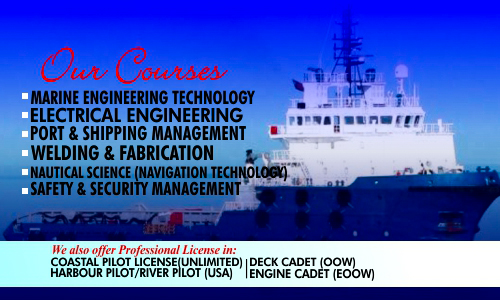 Our Courses
MARINE ENGINEERING TECHNOLOGY
ELECTRICAL ENGINEERING
PORT & SHIPPING MANAGEMENT
WELDING & FABRICATION
NAUTICAL SCIENCE (NAVIGATION TECHNOLOGY)
SAFETY & SECURITY MANAGEMENT
We also offer Professional License in:
COASTAL PILOT LICENSE(UNLIMITED) DECK CADET (OOW)
HARBOUR PILOT/RIVER PILOT (USA) ENGINE CADET (EOOW)